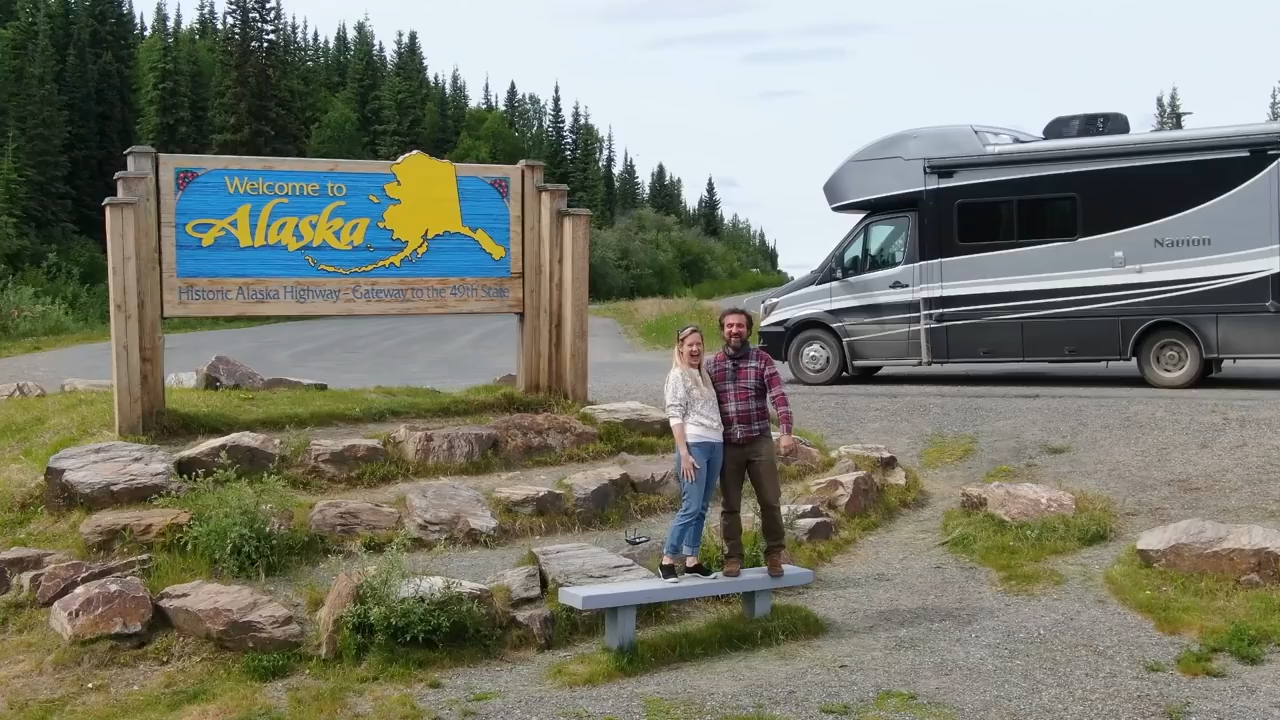 Welcome to
Alaska
Historic Alaska Highway - Gateway to the 49th State
Navion